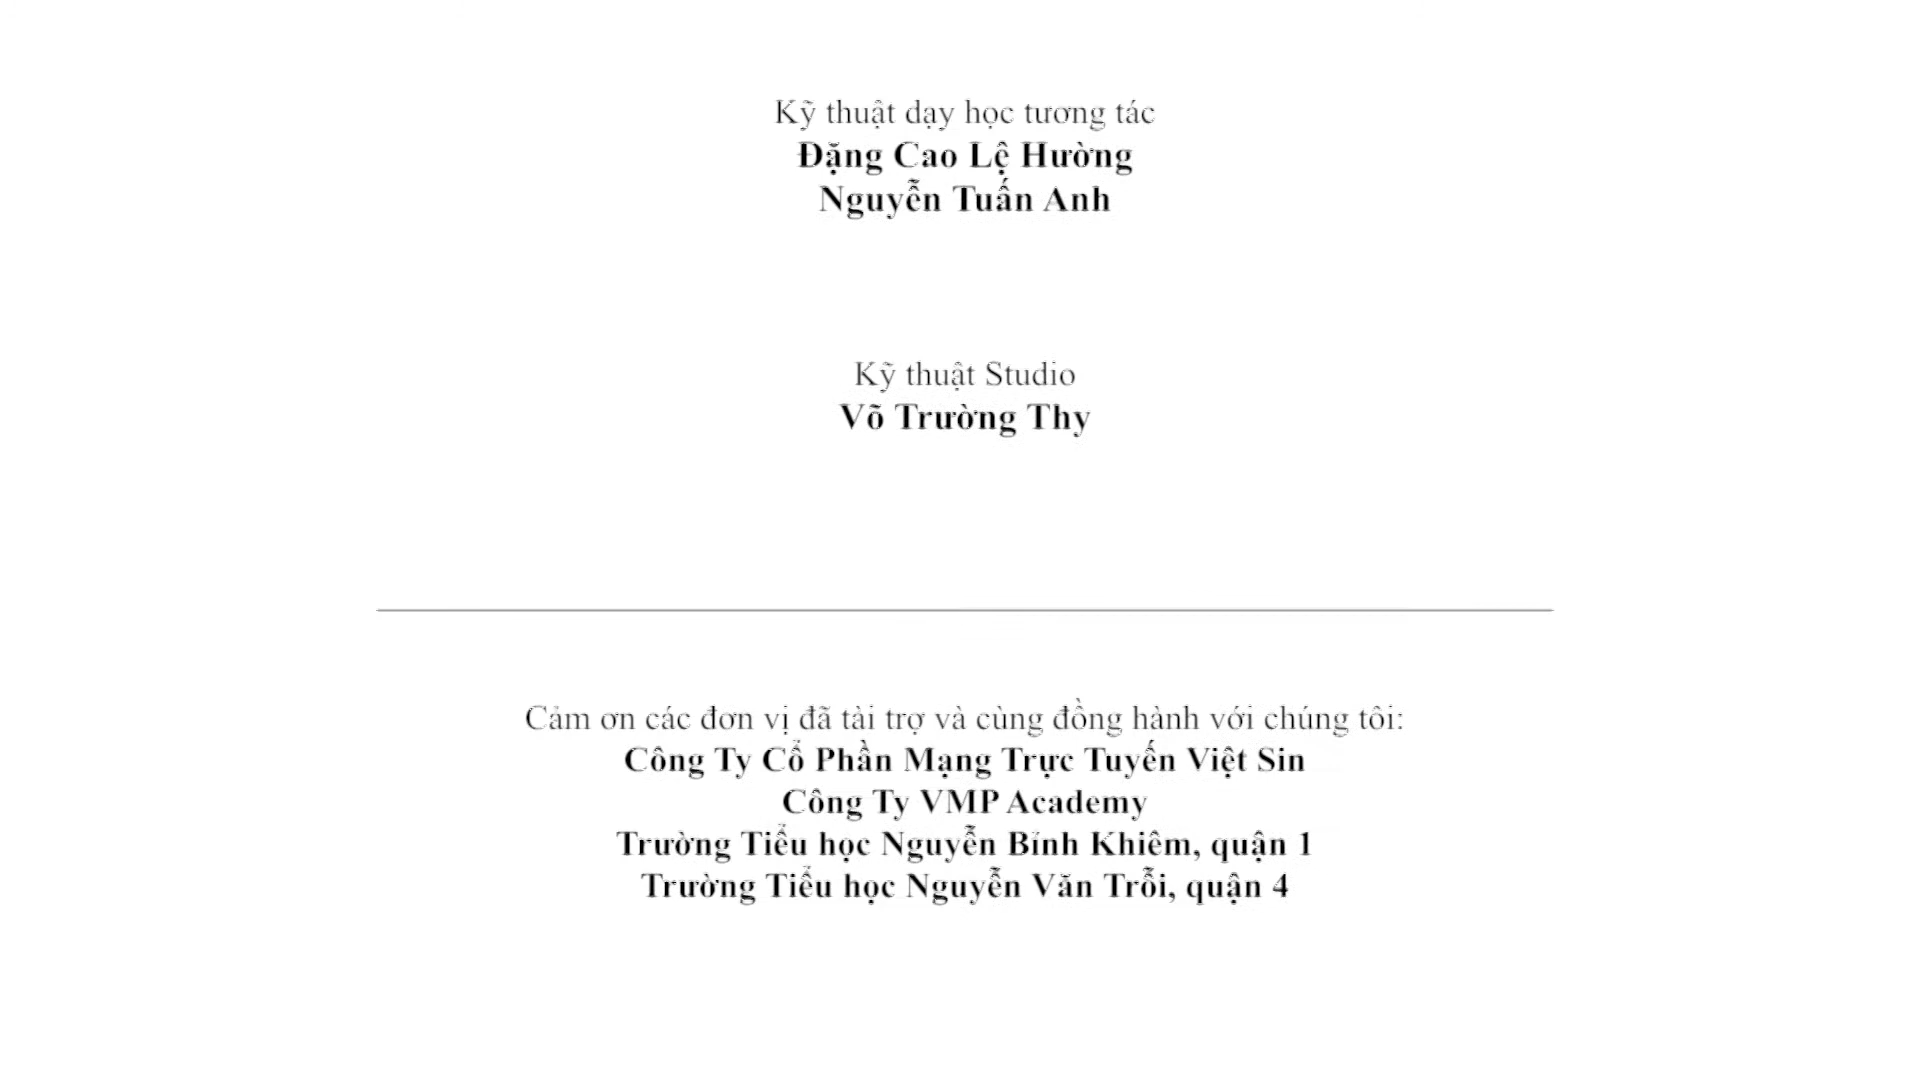 Kỹ thuật dạy học tương tác
Đặng Cao Lệ Hường
Nguyễn Tuấn Anh
Kỹ thuật Studio
Võ Trường Thy
Cảm ơn các đơn vị đã tài trợ và cùng đồng hành với chúng tôi:
Công Ty Cổ Phần Mạng Trực Tuyến Việt Sin
Công Ty VMP Academy
Trường Tiểu học Nguyễn Bỉnh Khiêm, quận 1
Trường Tiểu học Nguyễn Văn Trỗi, quận 4